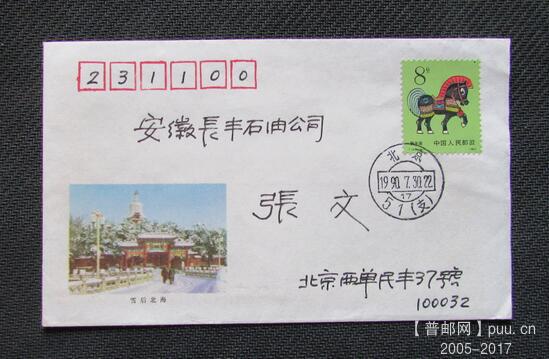 231100
8分
中国人民邮政
安徽長丰石油公司
北京
1990.7.30.22
17
51(支)
張文
雪后北海
北京西单民丰37號
100032
【普邮网】puu.cn
2005-2017